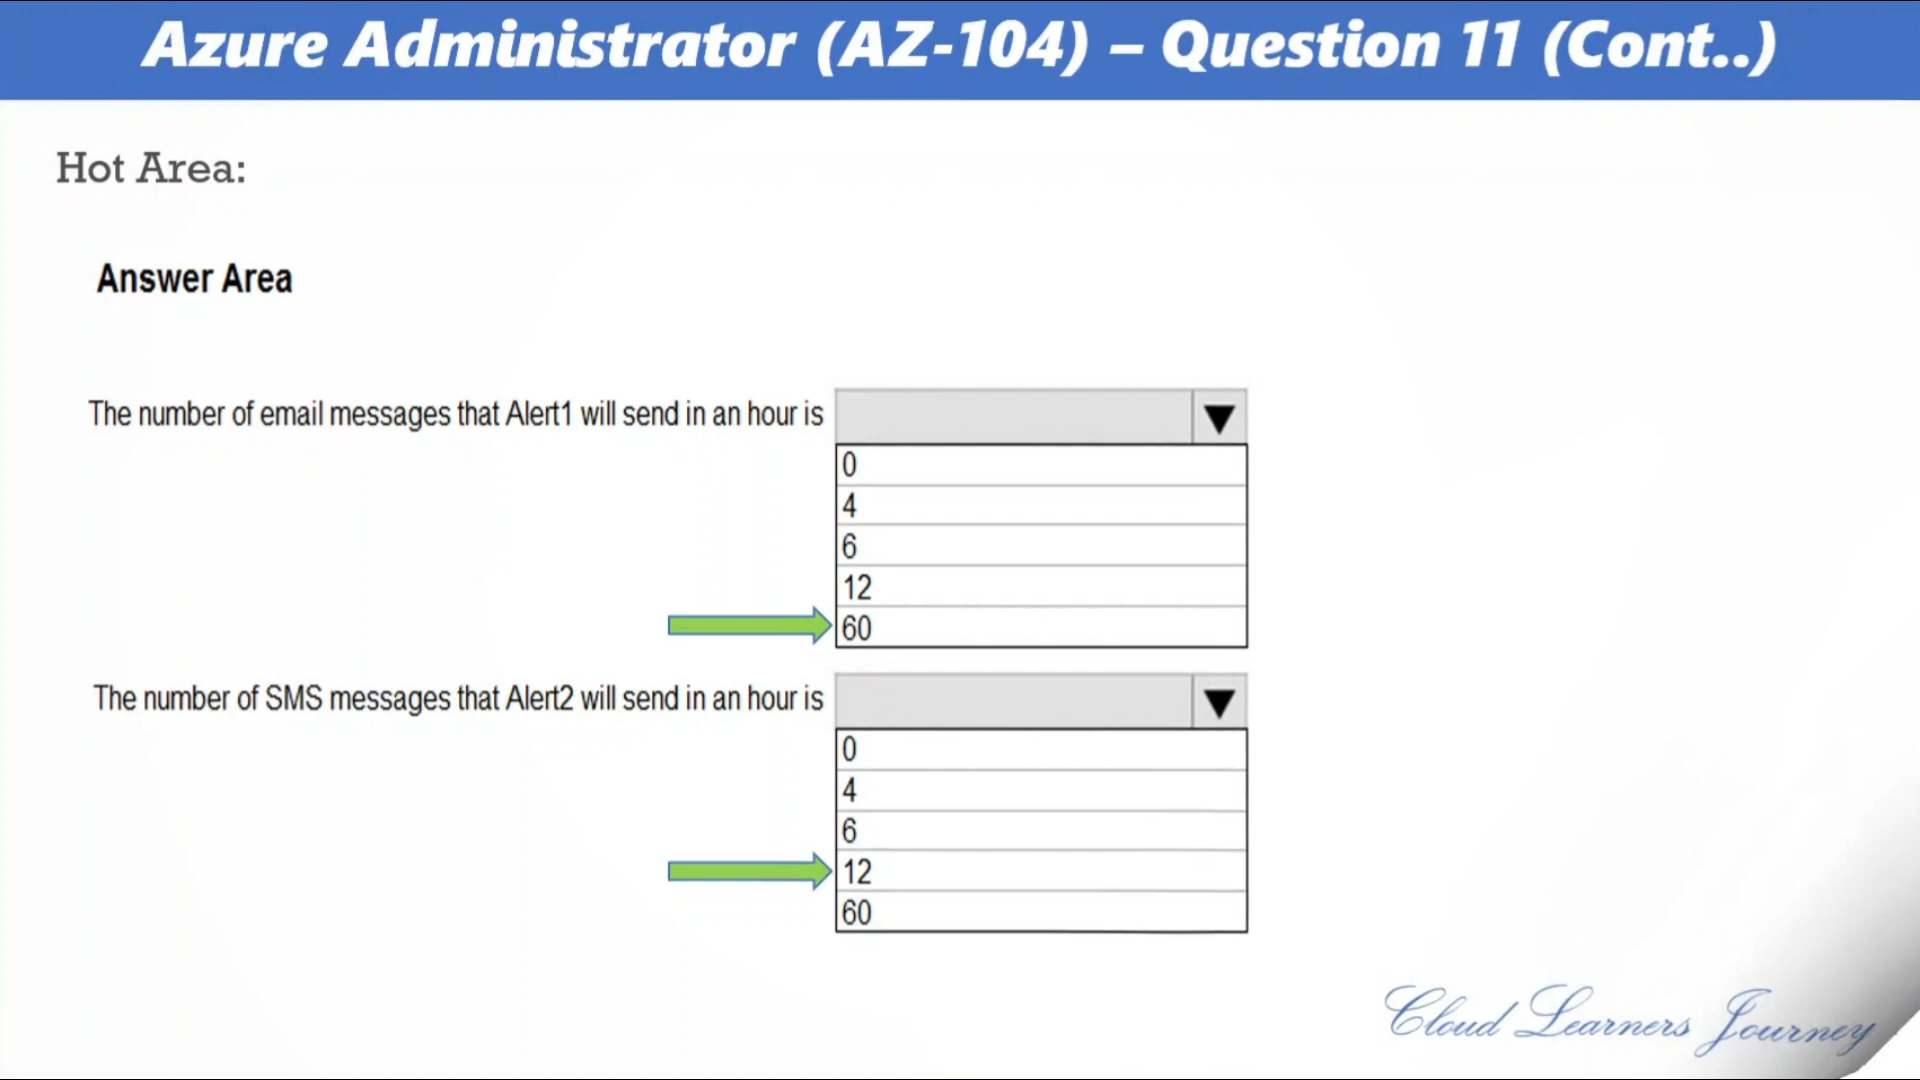 Azure Administrator (AZ-104) – Question 11 (Cont..)
Hot Area:
Answer Area
The number of email messages that Alert1 will send in an hour is
0
4
6
12
60
The number of SMS messages that Alert2 will send in an hour is
0
4
6
12
60
Cloud Learners Journey